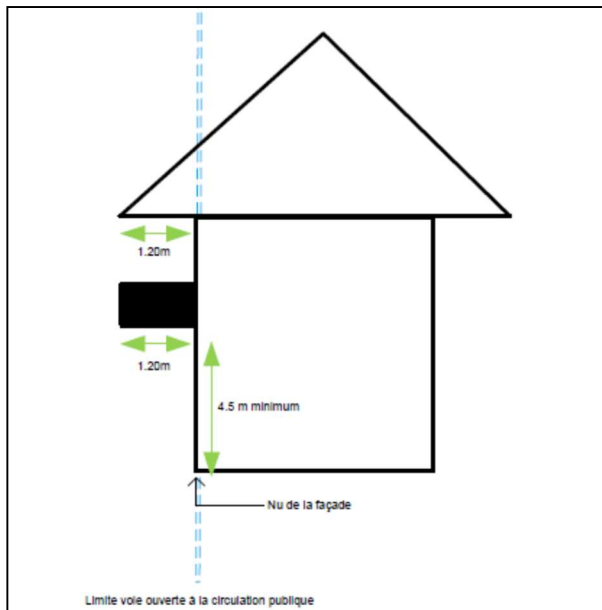 1.20m
1.20m
4.5 m minimum
Nu de la façade
Limite voie ouverte à la circulation publique